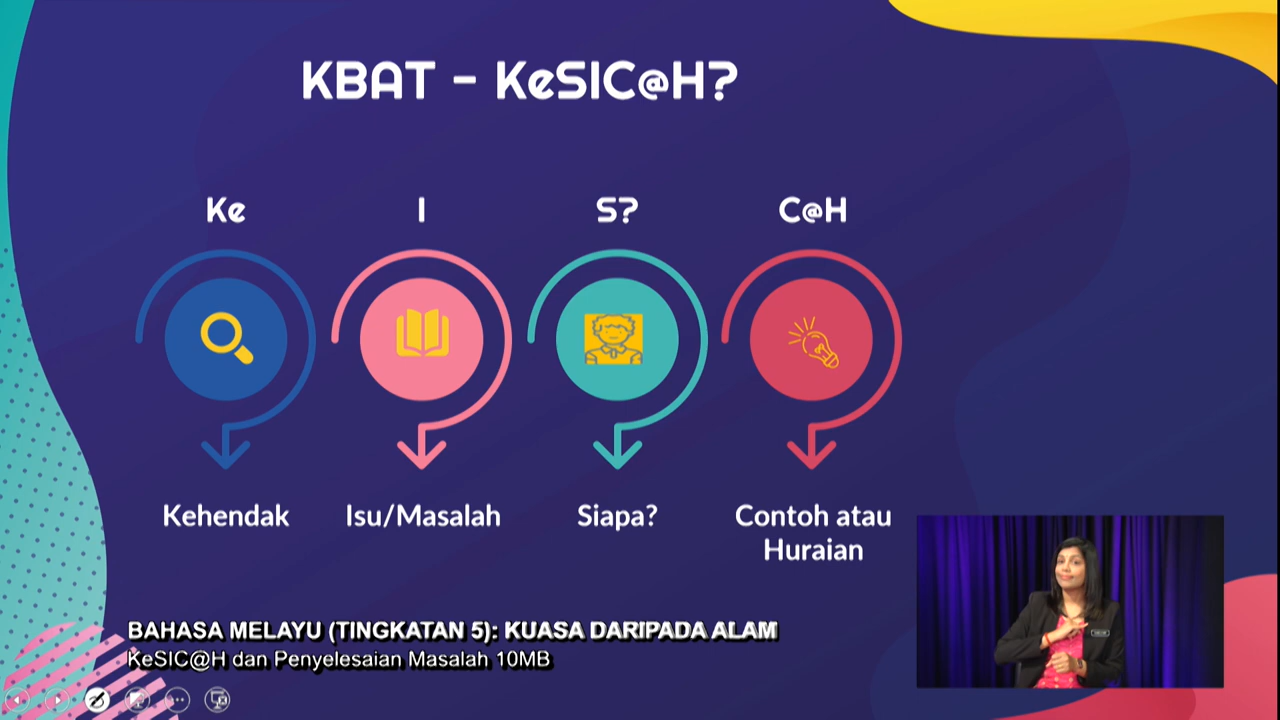 KBAT - KeSIC@H?
Ke
I
S?
C@H
Kehendak
Isu/Masalah
Siapa?
Contoh atau
Huraian
BAHASA MELAYU (TINGKATAN 5): KUASA DARIPADA ALAM
KeSIC@H dan Penyelesaian Masalah 10MB